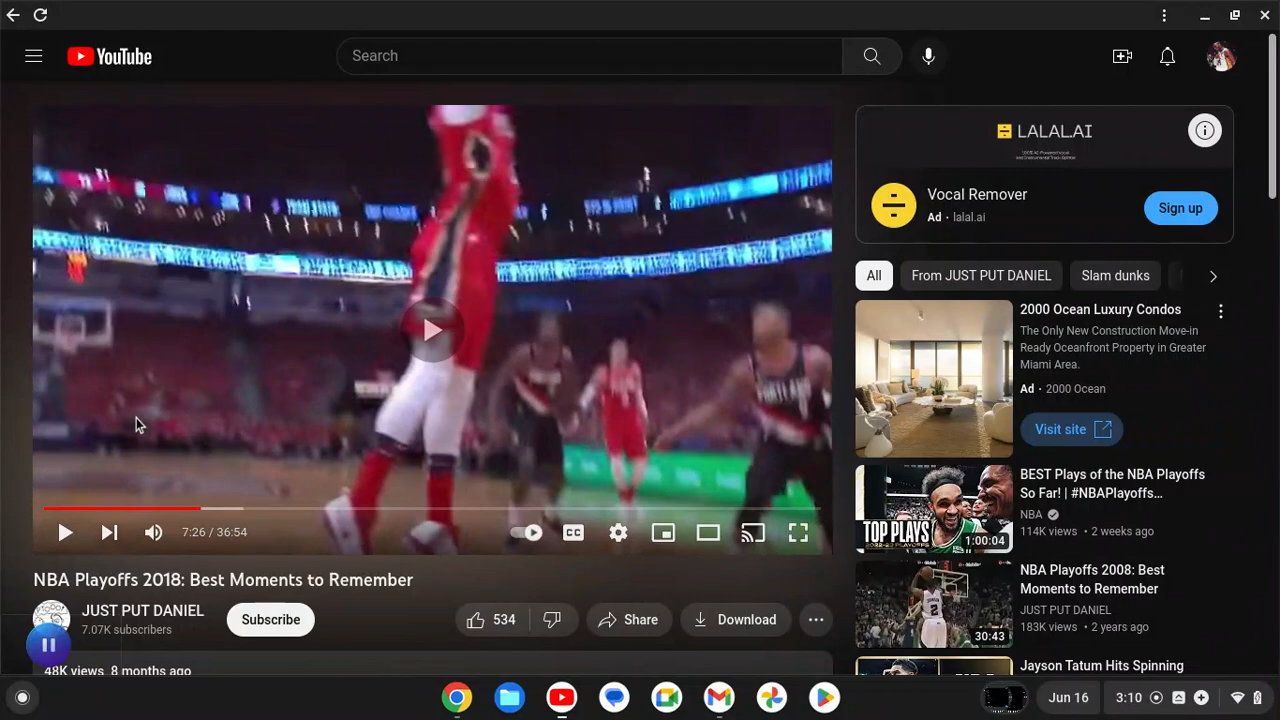 YouTube
Search
LALAL.AI
Vocal Remover
Ad · lalal.ai
Sign up
All
From JUST PUT DANIEL
Slam dunks
2000 Ocean Luxury Condos
The Only New Construction Move-in
Ready Oceanfront Property in Greater
Miami Area.
Ad · 2000 Ocean
Visit site
PORTLAND
TOP PLAYS
1:00:04
BEST Plays of the NBA Playoffs
So Far! | #NBAPlayoffs…
NBA
114K views • 2 weeks ago
7:26 / 36:54
CC
NBA Playoffs 2018: Best Moments to Remember
JUST PUT DANIEL
7.07K subscribers
Subscribe
534
Share
Download
2
30:43
NBA Playoffs 2008: Best
Moments to Remember
JUST PUT DANIEL
183K views • 2 years ago
48K views 8 months ago
Jayson Tatum Hits Spinning
Jun 16
3:10